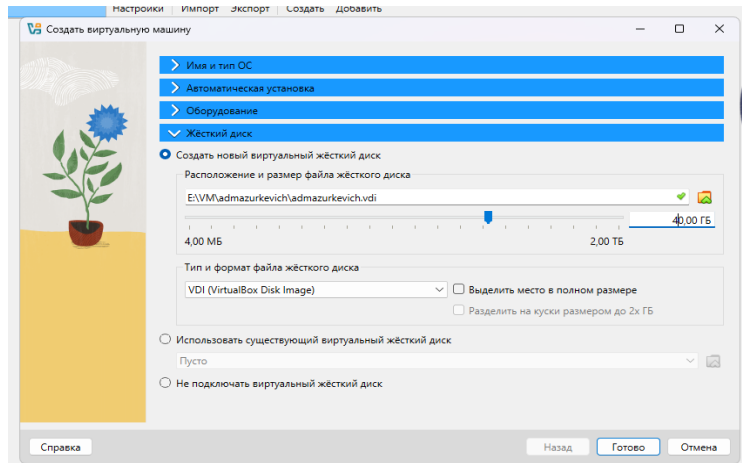 Настройки Импорт Экспорт Создать Добавить
Создать виртуальную машину
Имя и тип ОС
Автоматическая установка
Оборудование
Жёсткий диск
Создать новый виртуальный жёсткий диск
Расположение и размер файла жёсткого диска
E:\VM\admazurkevich\admazurkevich.vdi
40,00 ГБ
4,00 МБ 2,00 ТБ
Тип и формат файла жёсткого диска
VDI (VirtualBox Disk Image) Выделить место в полном размере
Разделить на куски размером до 2х ГБ
Использовать существующий виртуальный жёсткий диск
Пусто
Не подключать виртуальный жёсткий диск
Справка Назад Готово Отмена